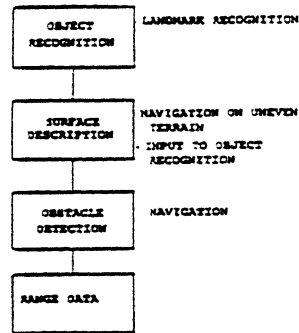 OBJECT
RECOGNITION
LANDMARK RECOGNITION
SURFACE
DESCRIPTION
NAVIGATION ON UNEVEN
TERRAIN
- INPUT TO OBJECT
RECOGNITION
OBSTACLE
DETECTION
NAVIGATION
RANGE DATA